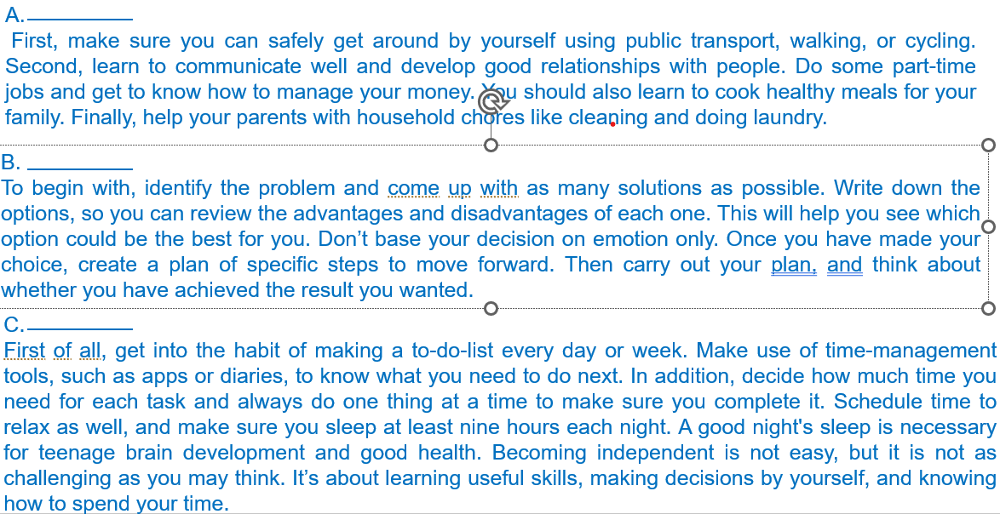 A.__________
First, make sure you can safely get around by yourself using public transport, walking, or cycling.
Second, learn to communicate well and develop good relationships with people. Do some part-time
jobs and get to know how to manage your money. You should also learn to cook healthy meals for your
family. Finally, help your parents with household chores like cleaning and doing laundry.
B. __________
To begin with, identify the problem and come up with as many solutions as possible. Write down the
options, so you can review the advantages and disadvantages of each one. This will help you see which
option could be the best for you. Don’t base your decision on emotion only. Once you have made your
choice, create a plan of specific steps to move forward. Then carry out your plan. and think about
whether you have achieved the result you wanted.
C.__________
First of all, get into the habit of making a to-do-list every day or week. Make use of time-management
tools, such as apps or diaries, to know what you need to do next. In addition, decide how much time you
need for each task and always do one thing at a time to make sure you complete it. Schedule time to
relax as well, and make sure you sleep at least nine hours each night. A good night's sleep is necessary
for teenage brain development and good health. Becoming independent is not easy, but it is not as
challenging as you may think. It’s about learning useful skills, making decisions by yourself, and knowing
how to spend your time.